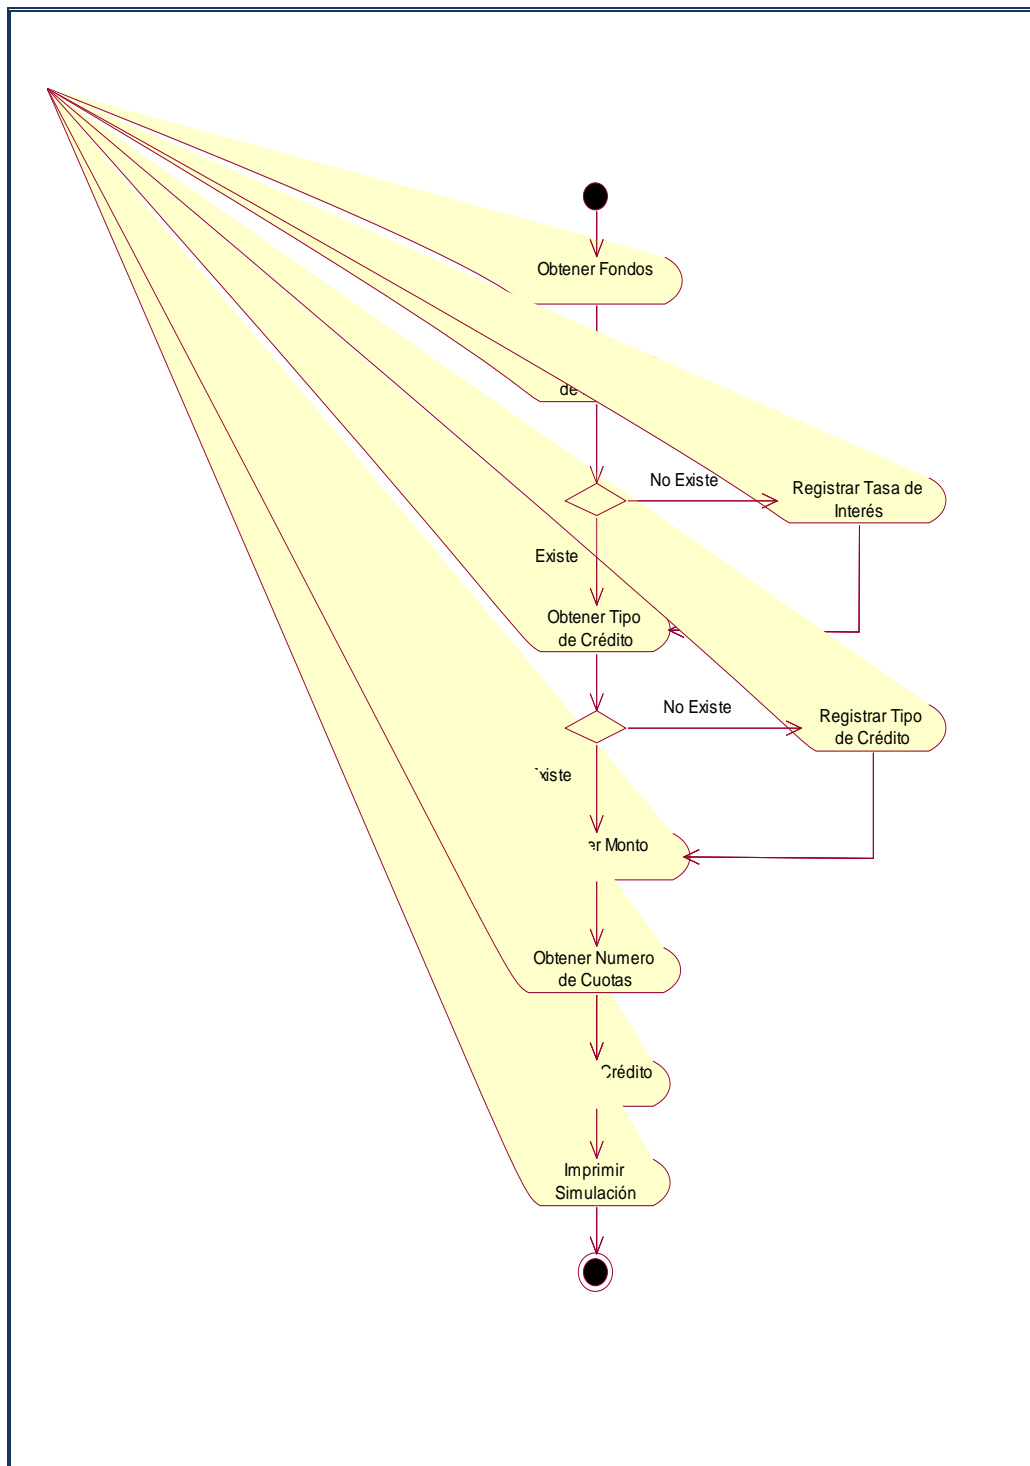 Obtener Fondos
de
No Existe
Registrar Tasa de
Interés
Existe
Obtener Tipo
de Crédito
No Existe
Registrar Tipo
de Crédito
Monto
Obtener Numero
de Cuotas
Crédito
Imprimir
Simulación